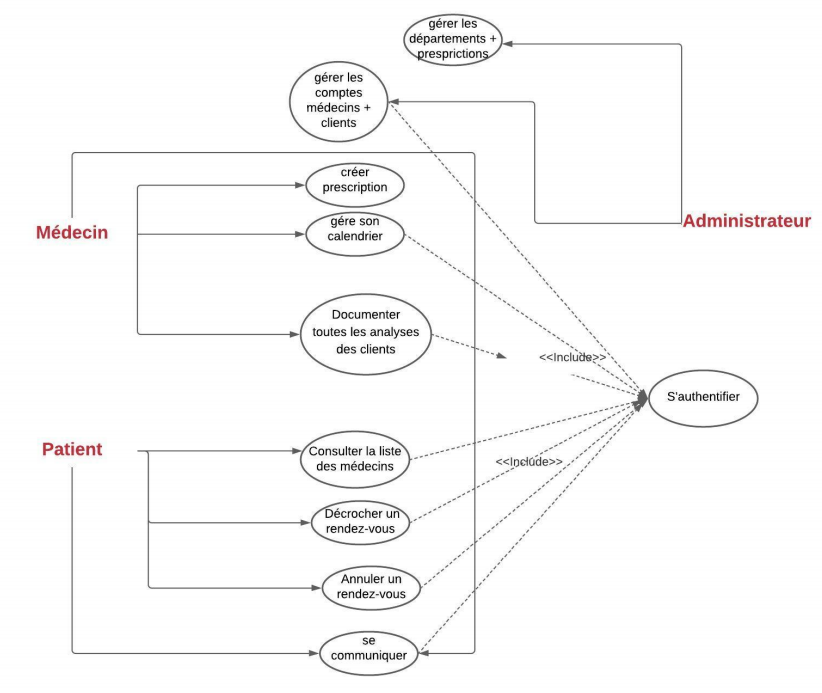 gérer les
départements +
presprictions
gérer les
comptes
médecins +
clients
créer
prescription
Médecin
gére son
calendrier
Administrateur
Documenter
toutes les analyses
des clients
<<Include>>
S'authentifier
Patient
Consulter la liste
des médecins
<<Include>>
Décrocher un
rendez-vous
Annuler un
rendez-vous
se
communiquer